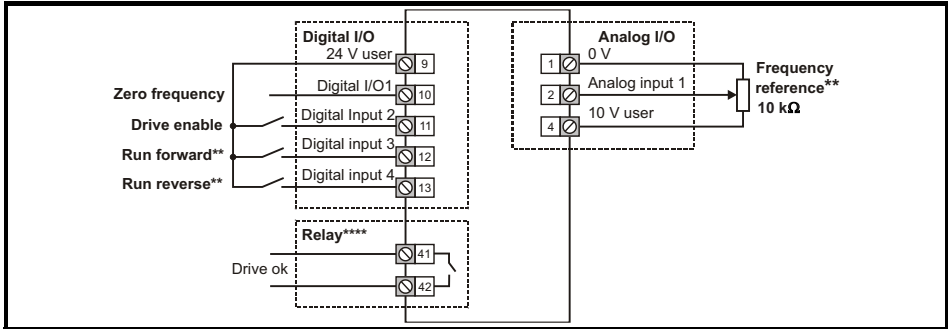 Digital I/O
24 V user
9
Zero frequency
Digital I/O1
10
Drive enable
Digital Input 2
11
Run forward**
Digital input 3
12
Run reverse**
Digital input 4
13
Relay****
41
Drive ok
42
Analog I/O
1
0 V
2
Analog input 1
4
10 V user
Frequency
reference**
10 kΩ